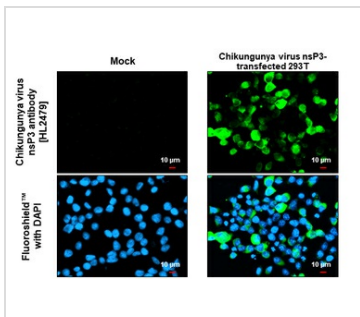 Mock
Chikungunya virus nsP3-
transfected 293T
Chikungunya virus
nsP3 antibody
[HL2479]
10 µm
10 µm
Fluoroshield™
with DAPI
10 µm
10 µm